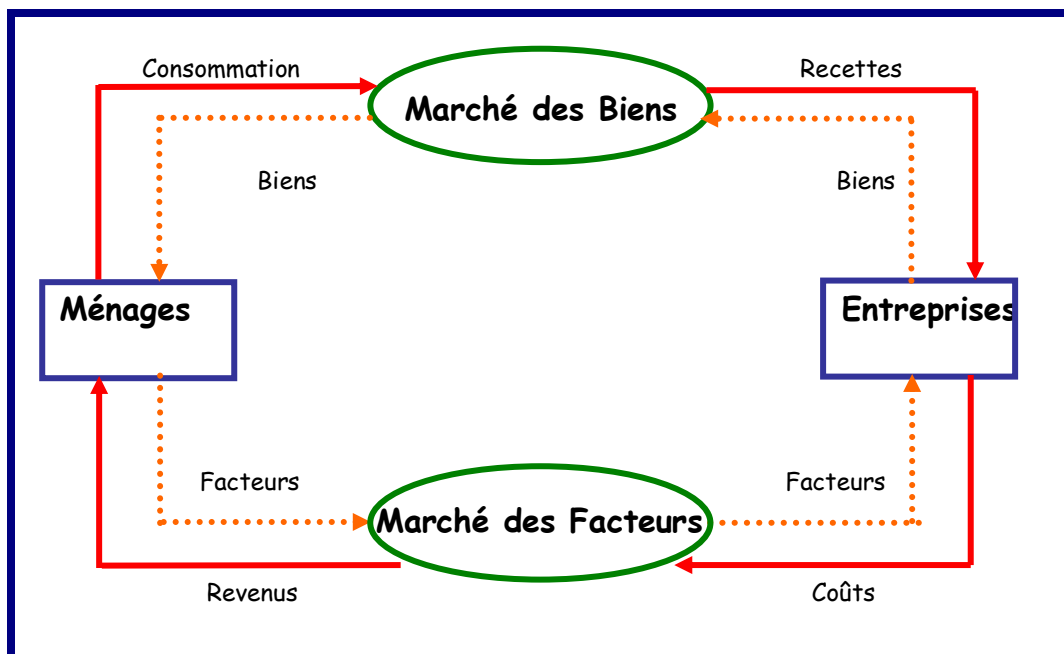 Consommation
Recettes
Marché des Biens
Biens
Biens
Ménages
Entreprises
Facteurs
Facteurs
Marché des Facteurs
Revenus
Coûts